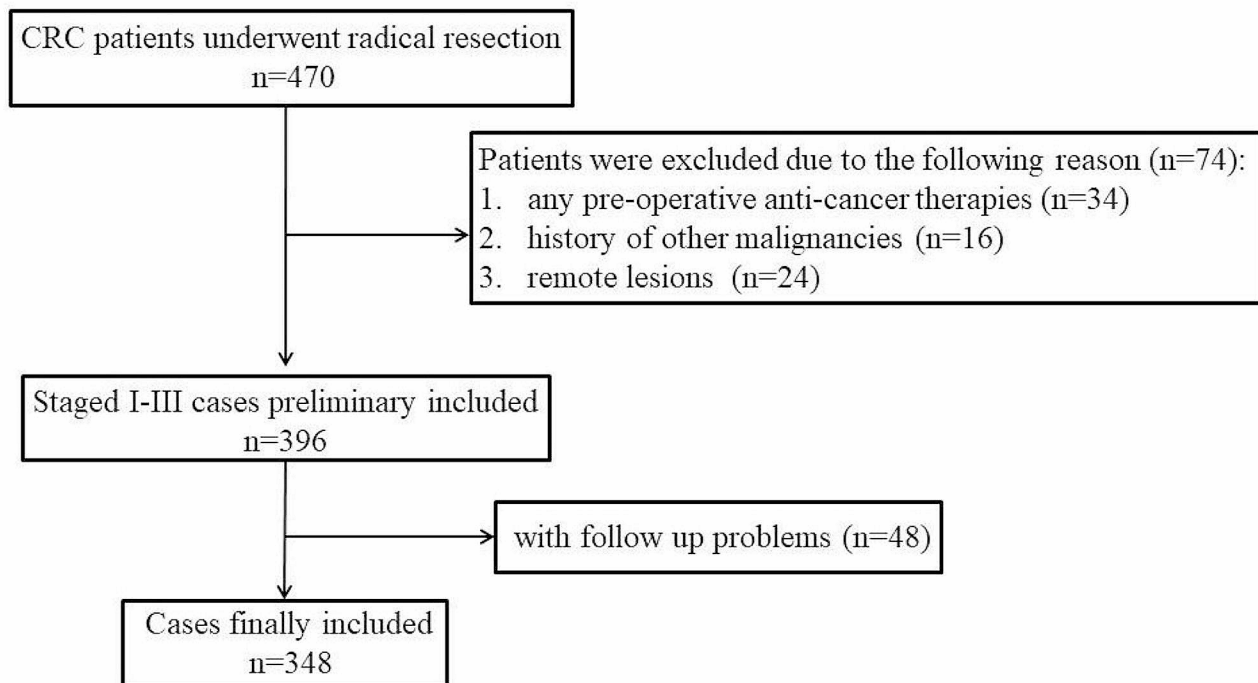 CRC patients underwent radical resection
n=470
Patients were excluded due to the following reason (n=74):
1. any pre-operative anti-cancer therapies (n=34)
2. history of other malignancies (n=16)
3. remote lesions (n=24)
Staged I-III cases preliminary included
n=396
with follow up problems (n=48)
Cases finally included
n=348